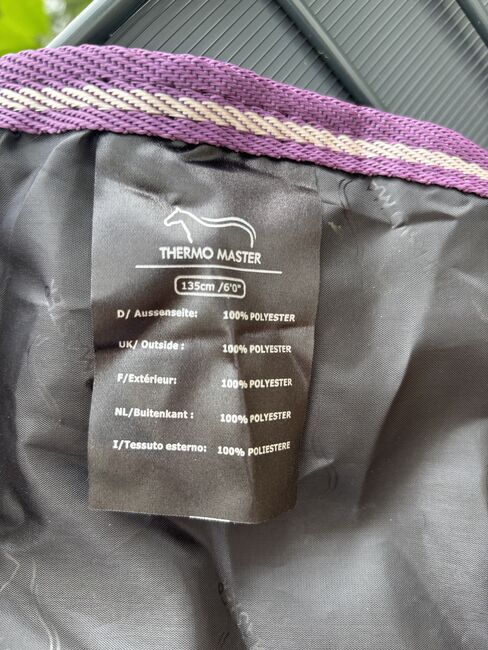 THERMO MASTER
135cm /6'0"
D/ Aussenseite: 100% POLYESTER
UK/ Outside : 100% POLYESTER
F/Extérieur: 100% POLYESTER
NL/Buitenkant : 100% POLYESTER
I/Tessuto esterno: 100% POLIESTERE